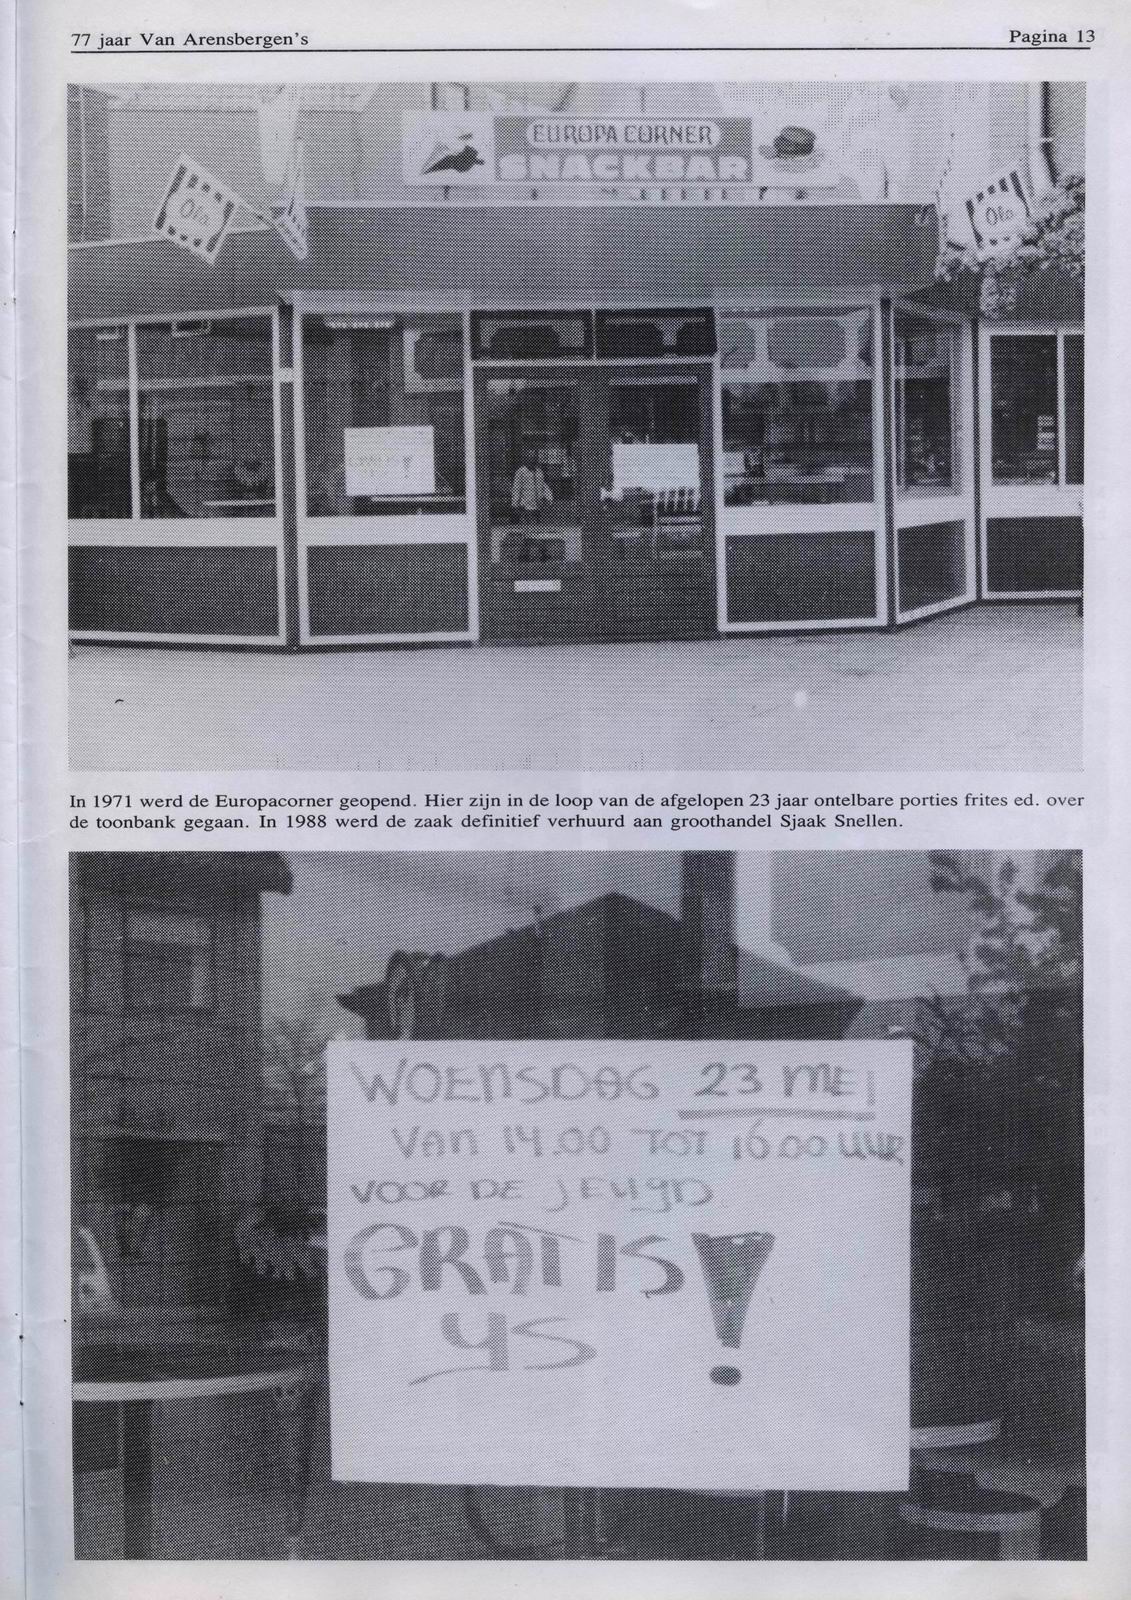 77 jaar Van Arensbergen's
Pagina 13
EUROPA CORNER
SNACKBAR
Ola
Ola
In 1971 werd de Europacorner geopend. Hier zijn in de loop van de afgelopen 23 jaar ontelbare porties frites ed. over
de toonbank gegaan. In 1988 werd de zaak definitief verhuurd aan groothandel Sjaak Snellen.
WOENSDAG 23 MEI
VAN 14.00 TOT 16.00 UUR
VOOR DE JEUGD
GRATIS !
YS